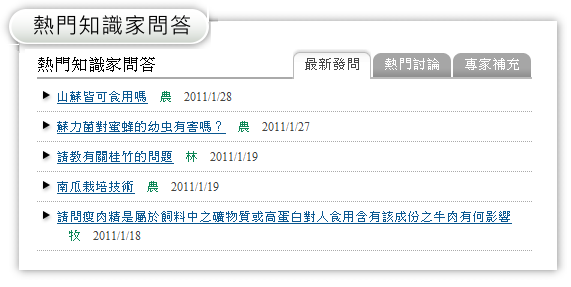 熱門知識家問答
熱門知識家問答 最新發問 熱門討論 專家補充
山蘇皆可食用嗎 農 2011/1/28
蘇力菌對蜜蜂的幼虫有害嗎？ 農 2011/1/27
請教有關桂竹的問題 林 2011/1/19
南瓜栽培技術 農 2011/1/19
請問瘦肉精是屬於飼料中之礦物質或高蛋白對人食用含有該成份之牛肉有何影響
牧 2011/1/18